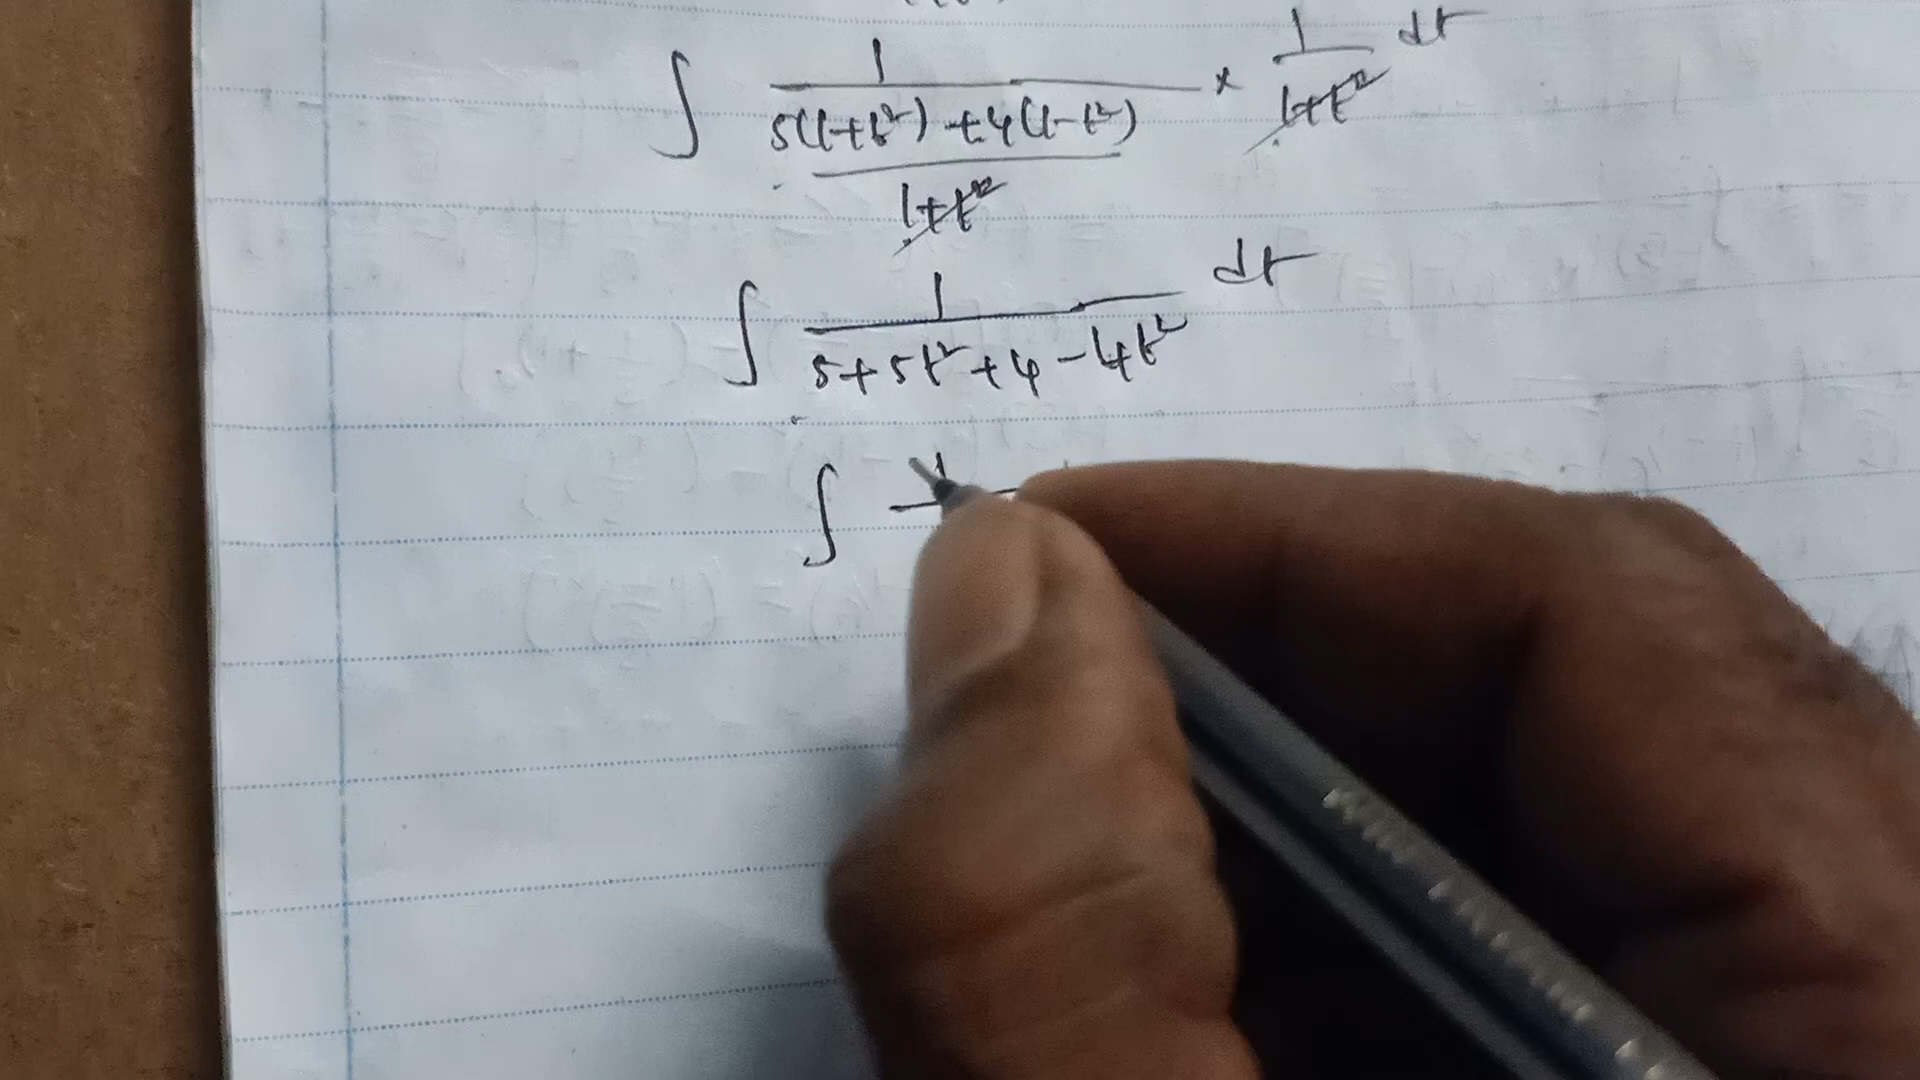 ∫ 1/((5(1+t²)+4(1-t²))/(1+t²)) × 1/(1+t²) dt
∫ 1/(5+5t²+4-4t²) dt
∫ 1